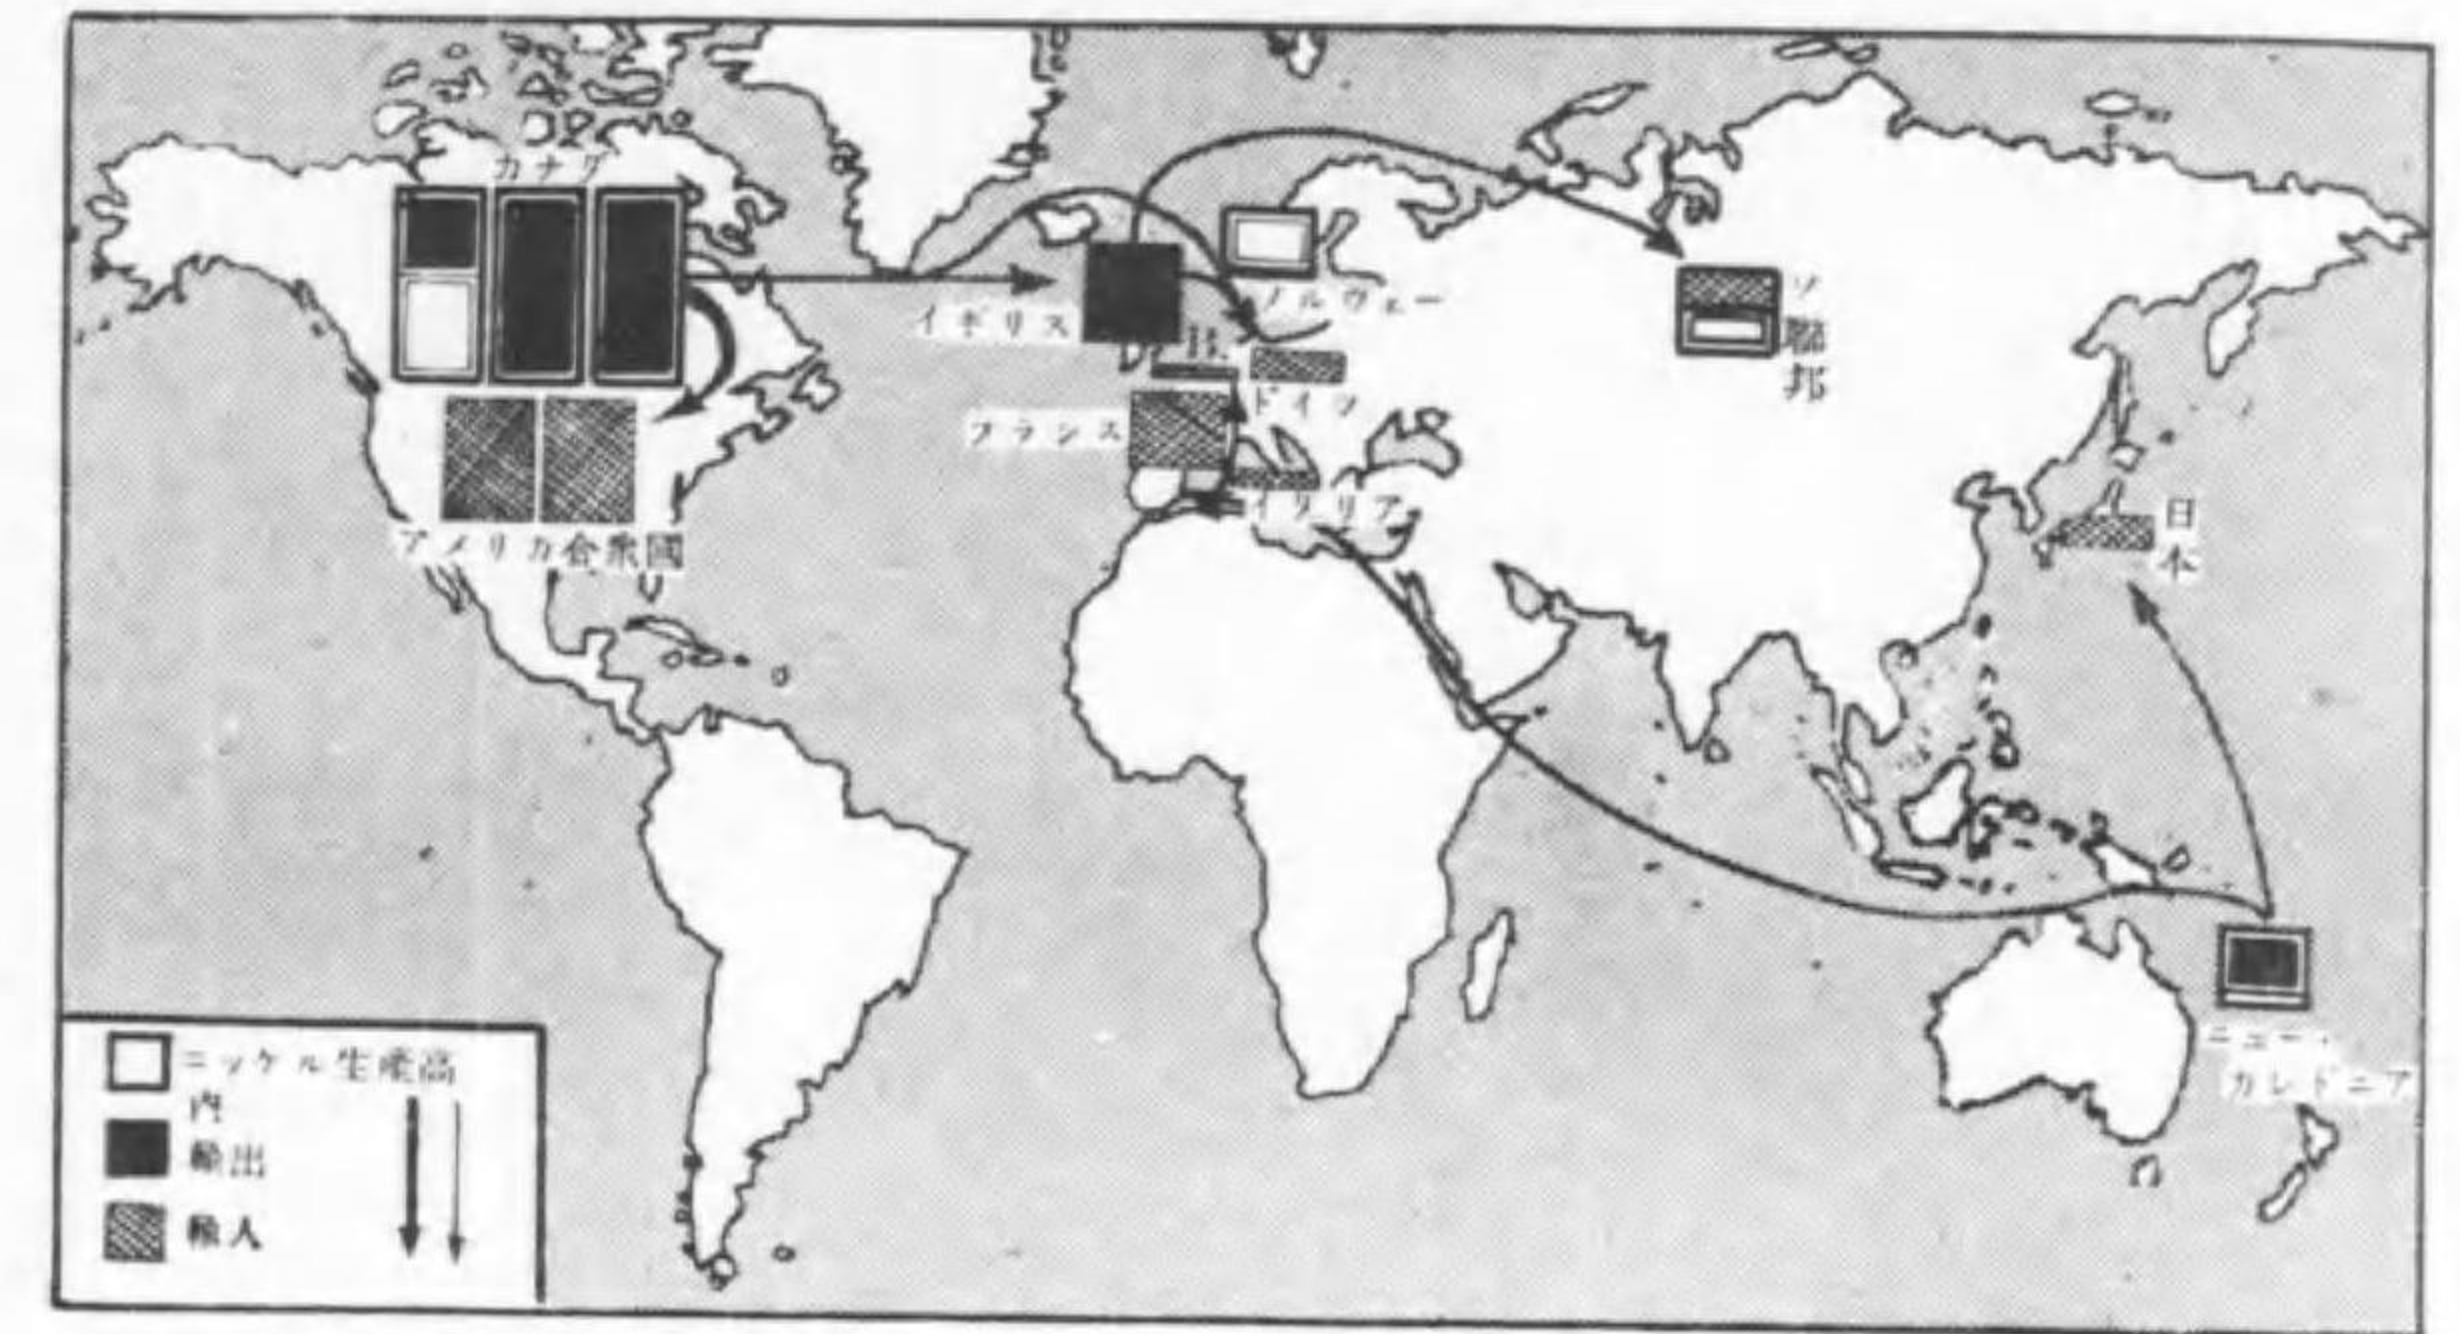 カナダ
アメリカ合衆國
イギリス
ノルウェー
ドイツ
フランス
イタリア
ソ聯邦
日本
ニュー・
カレドニア
ニッケル生産高
内
輸出
輸入